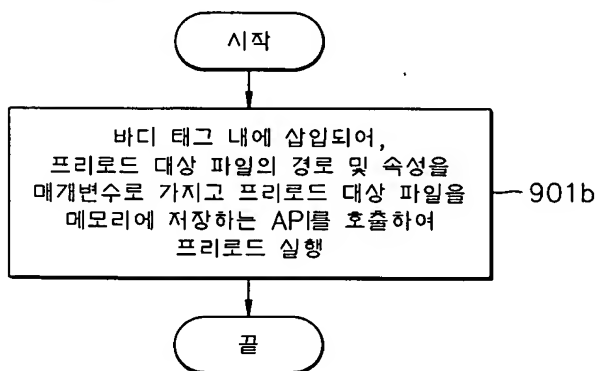 시작
바디 태그 내에 삽입되어,
프리로드 대상 파일의 경로 및 속성을
매개변수로 가지고 프리로드 대상 파일을
메모리에 저장하는 API를 호출하여
프리로드 실행
901b
끝